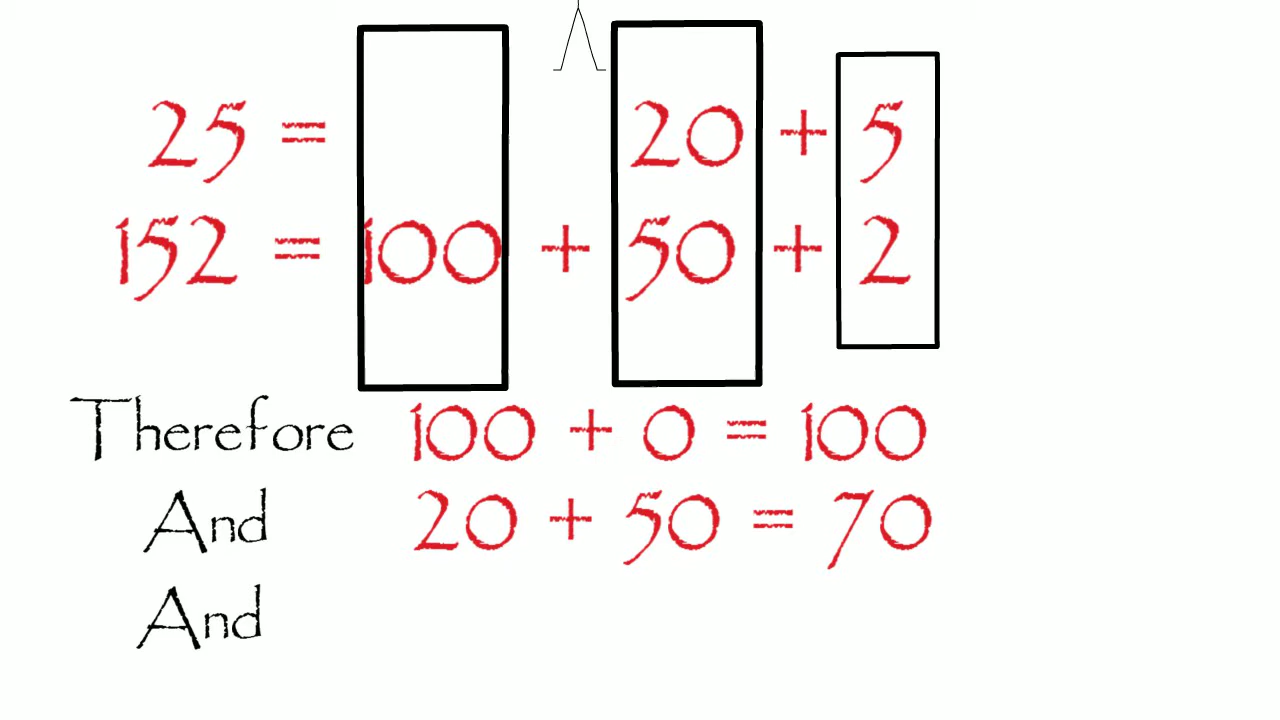 25 = 20 + 5
152 = 100 + 50 + 2
Therefore 100 + 0 = 100
And 20 + 50 = 70
And